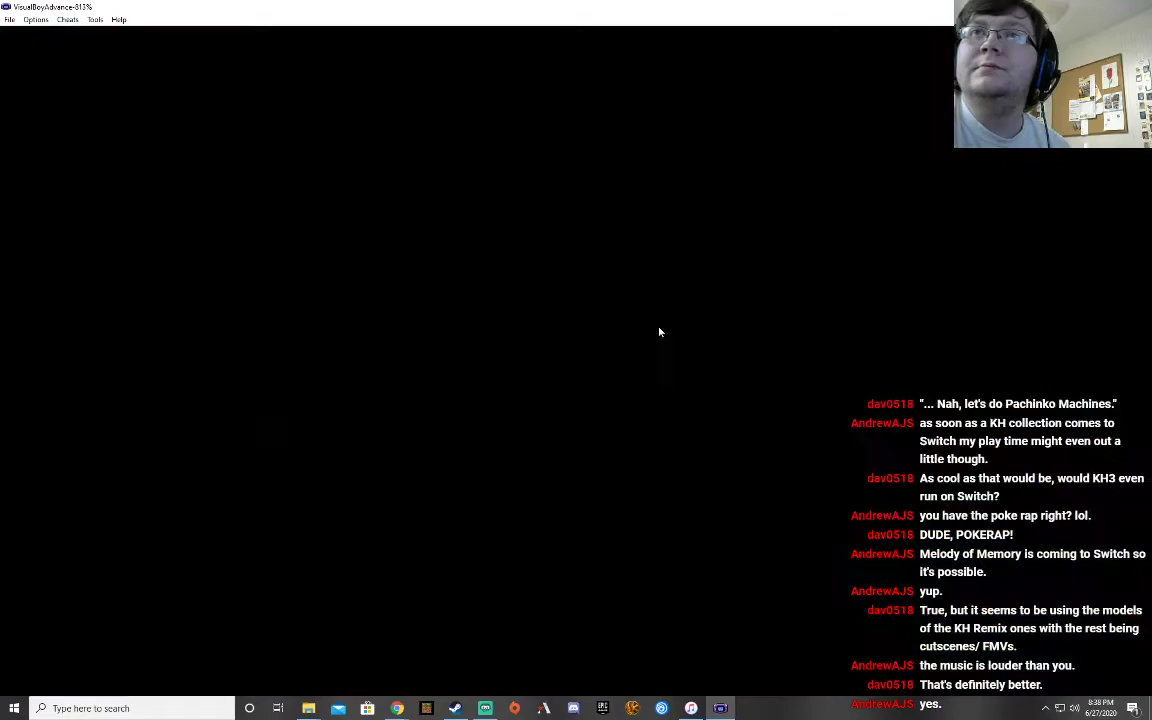 VisualBoyAdvance-813%
File Options Cheats Tools Help
dav0518 "... Nah, let's do Pachinko Machines."
AndrewAJS as soon as a KH collection comes to
Switch my play time might even out a
little though.
dav0518 As cool as that would be, would KH3 even
run on Switch?
AndrewAJS you have the poke rap right? lol.
dav0518 DUDE, POKERAP!
AndrewAJS Melody of Memory is coming to Switch so
it's possible.
AndrewAJS yup.
dav0518 True, but it seems to be using the models
of the KH Remix ones with the rest being
cutscenes/ FMVs.
AndrewAJS the music is louder than you.
dav0518 That's definitely better.
AndrewAJS yes.
Type here to search
8:38 PM
6/27/2020